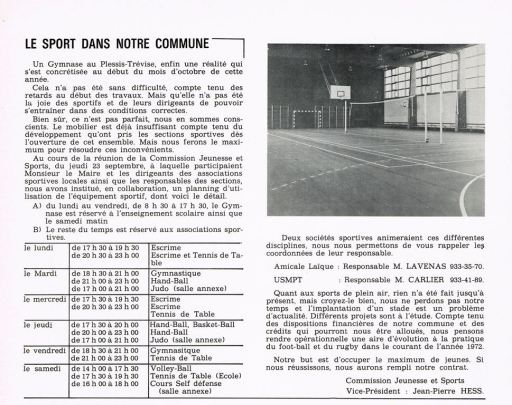 LE SPORT DANS NOTRE COMMUNE
Un Gymnase au Plessis-Trévise, enfin une réalité qui
s'est concrétisée au début du mois d'octobre de cette
année.
Cela n'a pas été sans difficulté, compte tenu des
retards au début des travaux. Mais qu'elle n'a pas été
la joie des sportifs et de leurs dirigeants de pouvoir
s'entraîner dans des conditions correctes.
Bien sûr, ce n'est pas parfait, nous en sommes cons-
cients. Le mobilier est déjà insuffisant compte tenu du
développement qu'ont pris les sections sportives dès
l'ouverture de cet ensemble. Mais nous ferons le maxi-
mum pour résoudre ces inconvénients.
Au cours de la réunion de la Commission Jeunesse et
Sports, du jeudi 23 septembre, à laquelle participaient
Monsieur le Maire et les dirigeants des associations
sportives locales ainsi que les responsables des sections,
nous avons institué, en collaboration, un planning d'uti-
lisation de l'équipement sportif, dont voici le détail.
A) du lundi au vendredi, de 8 h 30 à 17 h 30, le Gym-
nase est réservé à l'enseignement scolaire ainsi que
le samedi matin
B) Le reste du temps est réservé aux associations spor-
tives.
le lundi de 17 h 30 à 19 h 30 Escrime
de 20 h 30 à 23 h 00 Escrime et Tennis de Ta-
ble
le Mardi de 18 h 30 à 21 h 00 Gymnastique
de 21 h 00 à 23 h 00 Hand-Ball
de 17 h 00 à 21 h 00 Judo (salle annexe)
le mercredi de 17 h 30 à 19 h 30 Escrime
de 20 h 30 à 23 h 00 Escrime
Tennis de Table
le jeudi de 17 h 30 à 20 h 00 Hand-Ball, Basket-Ball
de 20 h 00 à 23 h 00 Hand-Ball
de 17 h 00 à 21 h 00 Judo (salle annexe)
le vendredi de 18 h 30 à 21 h 00 Gymnasitque
de 21 h 00 à 23 h 00 Tennis de Table
le samedi de 14 h 00 à 17 h 30 Volley-Ball
de 17 h 30 à 19 h 30 Tennis de Table (Ecole)
de 16 h 00 à 18 h 00 Cours Self défense
(salle annexe)
Deux sociétés sportives animeraient ces différentes
disciplines, nous nous permettons de vous rappeler les
coordonnées de leur responsable.
Amicale Laïque : Responsable M. LAVENAS 933-35-70.
USMPT : Responsable M. CARLIER 933-41-89.
Quant aux sports de plein air, rien n'a été fait jusqu'à
présent, mais croyez-le bien, nous ne perdons pas notre
temps et l'implantation d'un stade est un problème
d'actualité. Différents projets sont à l'étude. Compte tenu
des dispositions financières de notre commune et des
crédits qui pourront nous être alloués, nous pensons
rendre opérationnelle une aire d'évolution à la pratique
du foot-ball et du rugby dans le courant de l'année 1972.
Notre but est d'occuper le maximum de jeunes. Si
nous réussissons, nous aurons rempli notre contrat.
Commission Jeunesse et Sports
Vice-Président : Jean-Pierre HESS.